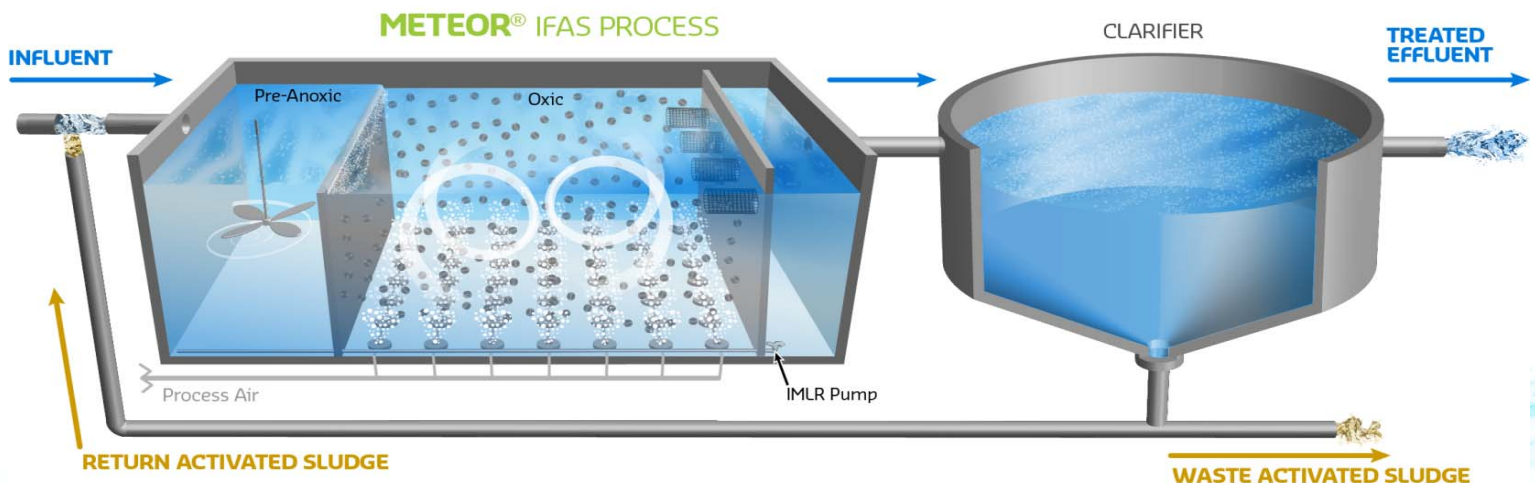 METEOR® IFAS PROCESS
CLARIFIER
INFLUENT
TREATED
EFFLUENT
Pre-Anoxic
Oxic
Process Air
IMLR Pump
RETURN ACTIVATED SLUDGE
WASTE ACTIVATED SLUDGE